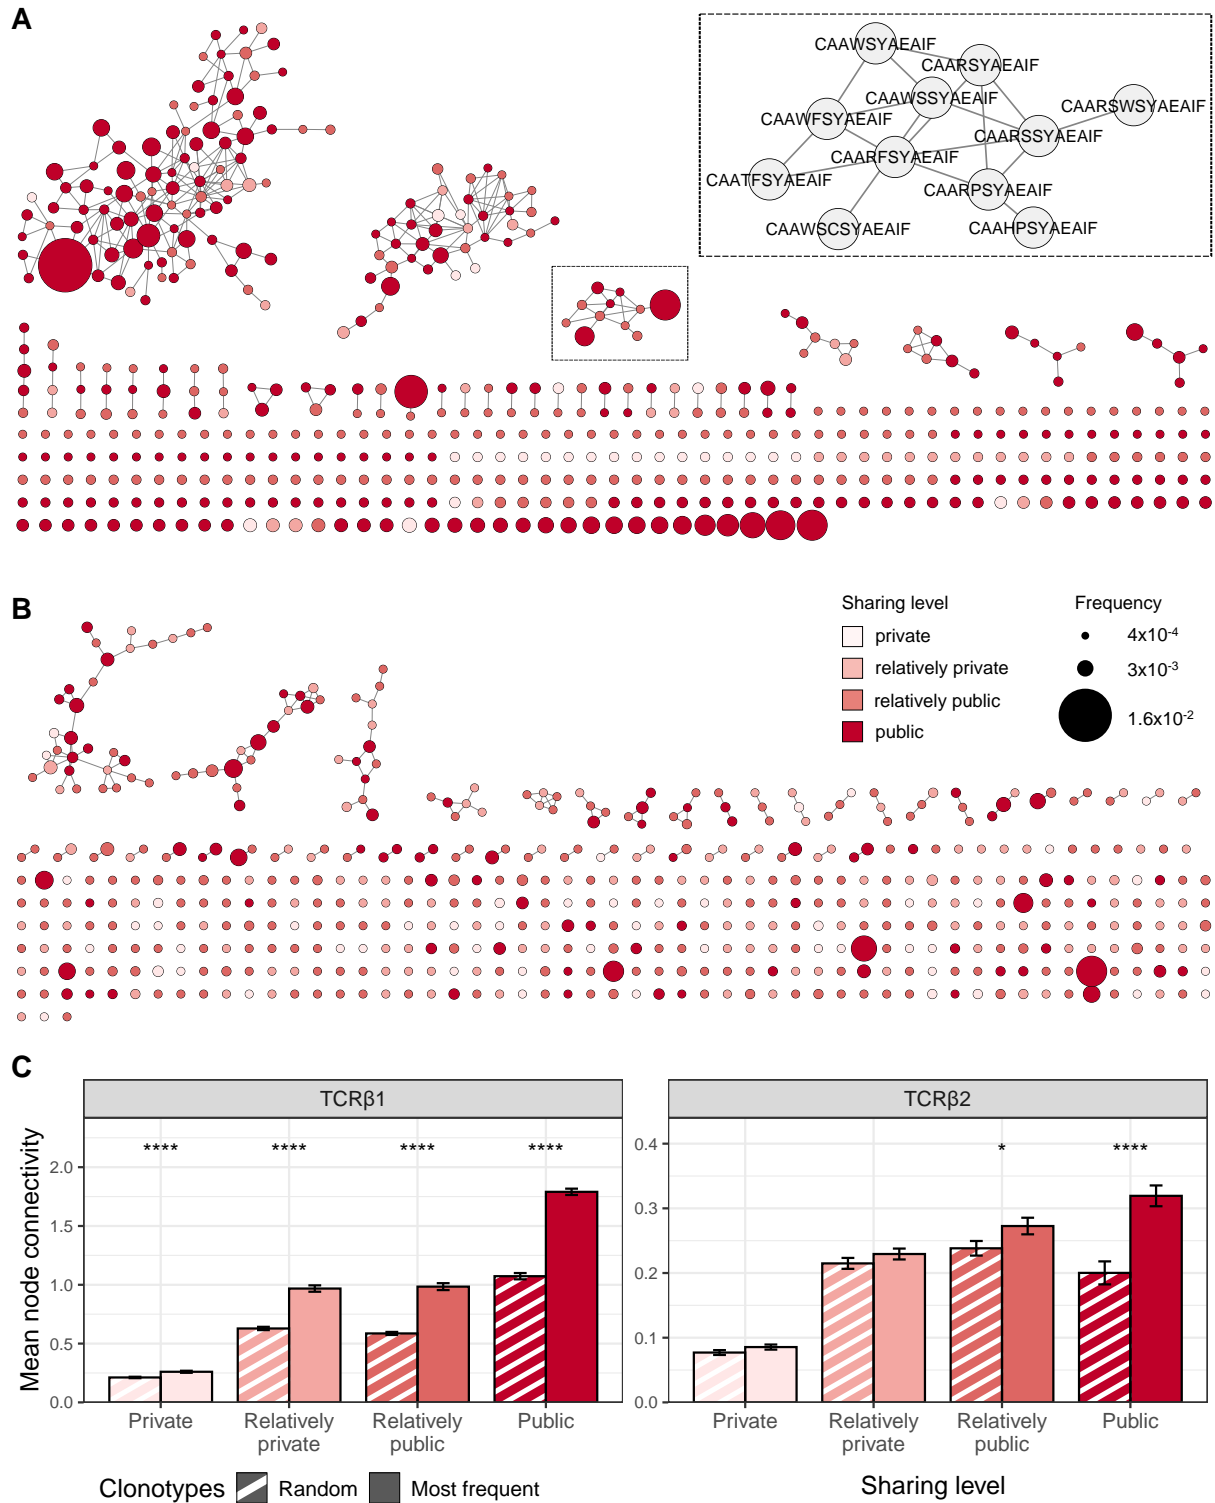 A
CAAWSYAEAIF
CAARSYAEAIF
CAAWSSYAEAIF
CAARSWSYAEAIF
CAAWFSYAEAIF
CAARSSYAEAIF
CAARFSYAEAIF
CAATFSYAEAIF
CAARPSYAEAIF
CAAWSCSYAEAIF
CAAHPSYAEAIF
B
Sharing level
private
relatively private
relatively public
public
Frequency
4x10⁻⁴
3x10⁻³
1.6x10⁻²
C
TCRβ1
TCRβ2
Mean node connectivity
2.0
1.5
1.0
0.5
0.0
**** **** **** ****
0.4
0.3
0.2
0.1
0.0
* ****
Private
Relatively
private
Relatively
public
Public
Private
Relatively
private
Relatively
public
Public
Clonotypes
Random
Most frequent
Sharing level